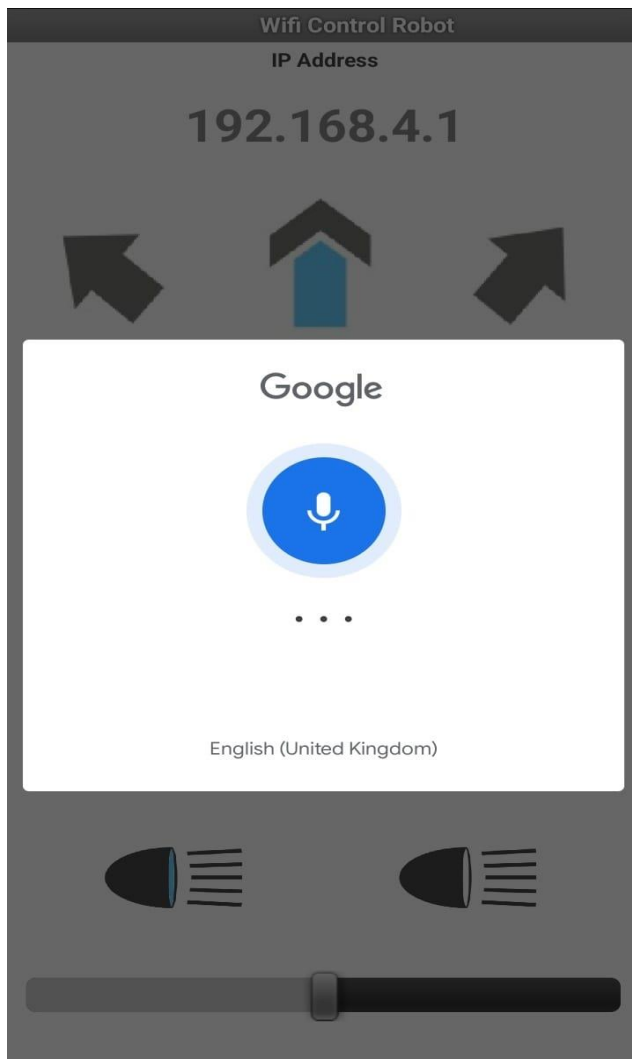 Wifi Control Robot
IP Address
192.168.4.1
Google
. . .
English (United Kingdom)